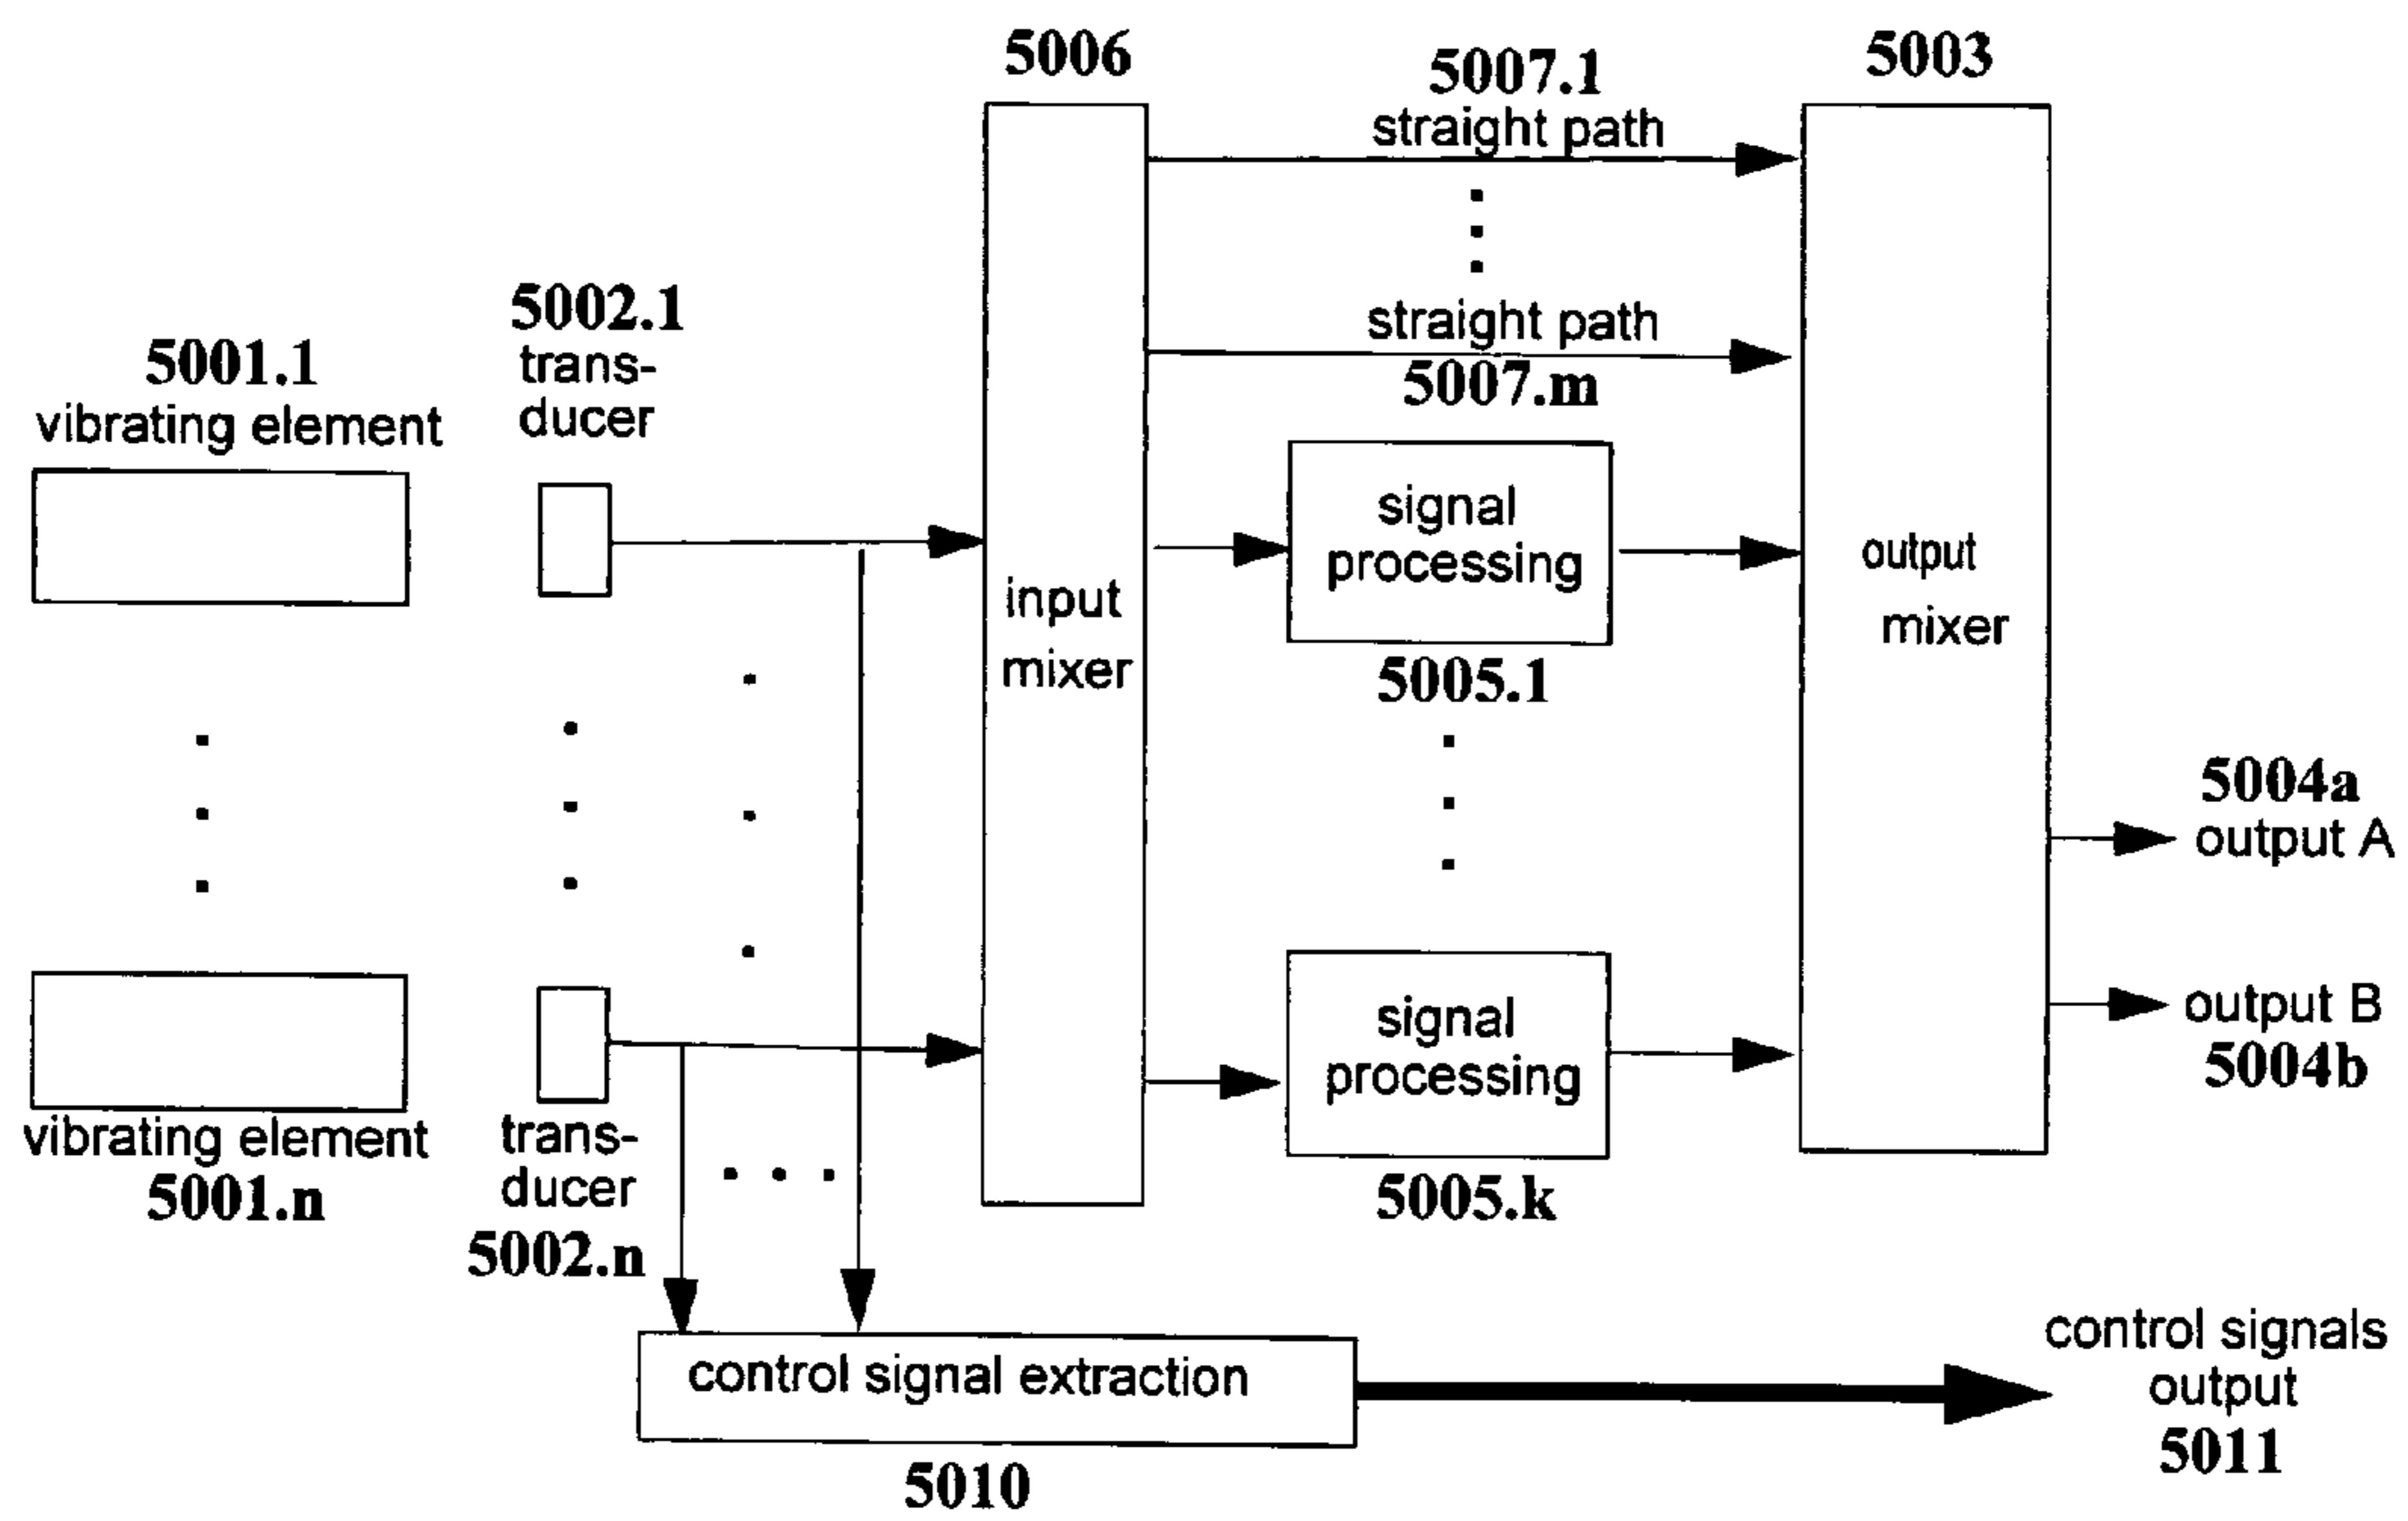 5006
5007.1
straight path
5003
5002.1
trans-
ducer
5001.1
vibrating element
straight path
5007.m
signal
processing
5005.1
input
mixer
output
mixer
5004a
output A
output B
5004b
signal
processing
5005.k
vibrating element
5001.n
trans-
ducer
5002.n
control signal extraction
5010
control signals
output
5011